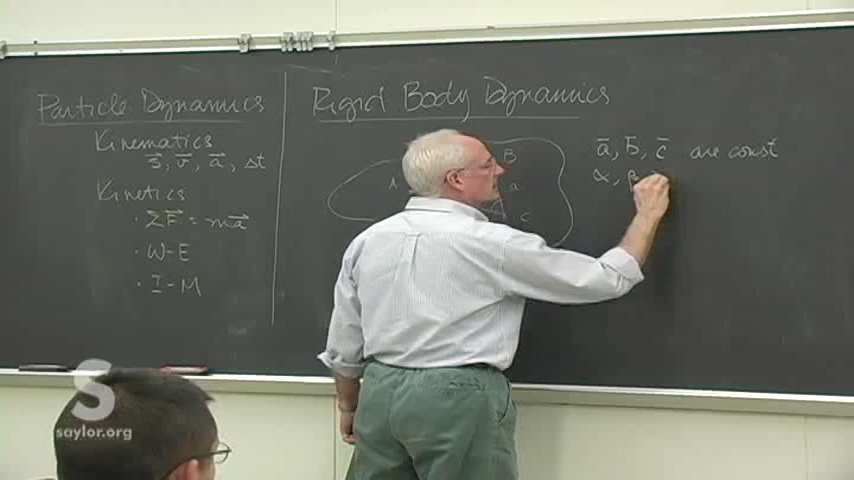 Particle Dynamics
Kinematics
s⃗, v⃗, a⃗, Δt
Kinetics
· ΣF⃗ = ma⃗
· W-E
· I-M
Rigid Body Dynamics
A
B
a
C
a̅, b̅, c̅ are const
α, β,
S
saylor.org